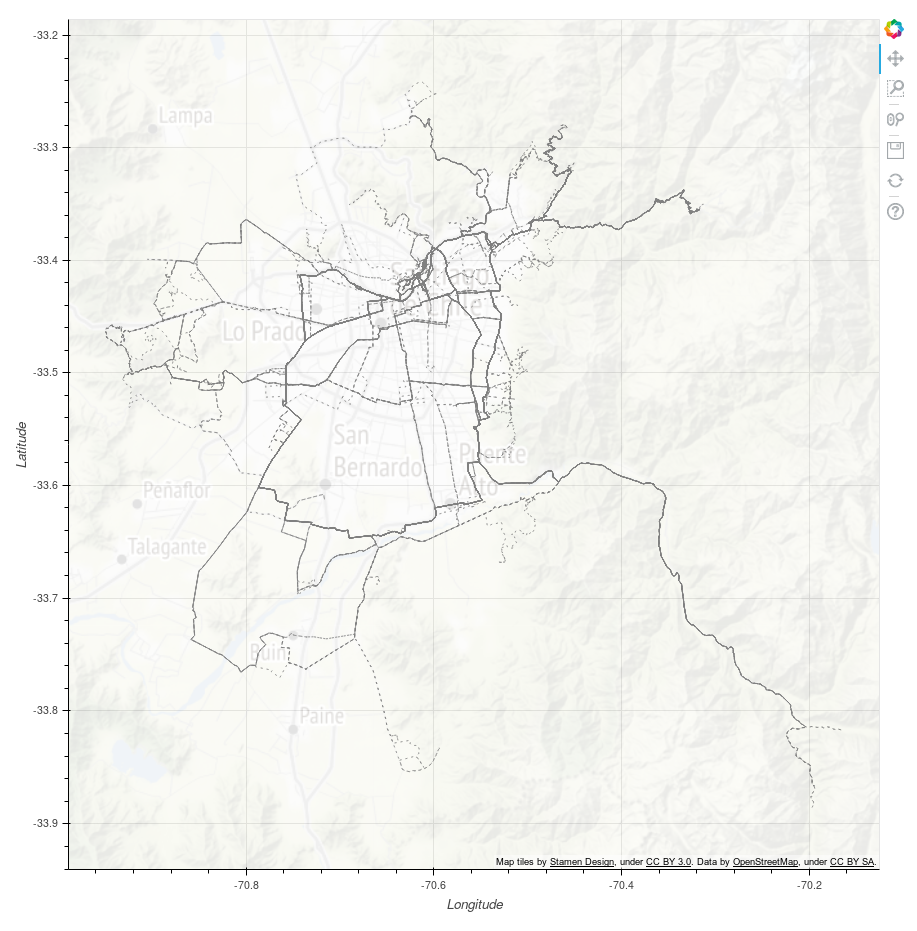 -33.2
Lampa
-33.3
-33.4
Santiago
Lo Prado
-33.5
San
Bernardo
Puente
Alto
-33.6
Peñaflor
Talagante
-33.7
Buin
Paine
-33.8
-33.9
Latitude
Map tiles by Stamen Design, under CC BY 3.0. Data by OpenStreetMap, under CC BY SA.
-70.8
-70.6
-70.4
-70.2
Longitude